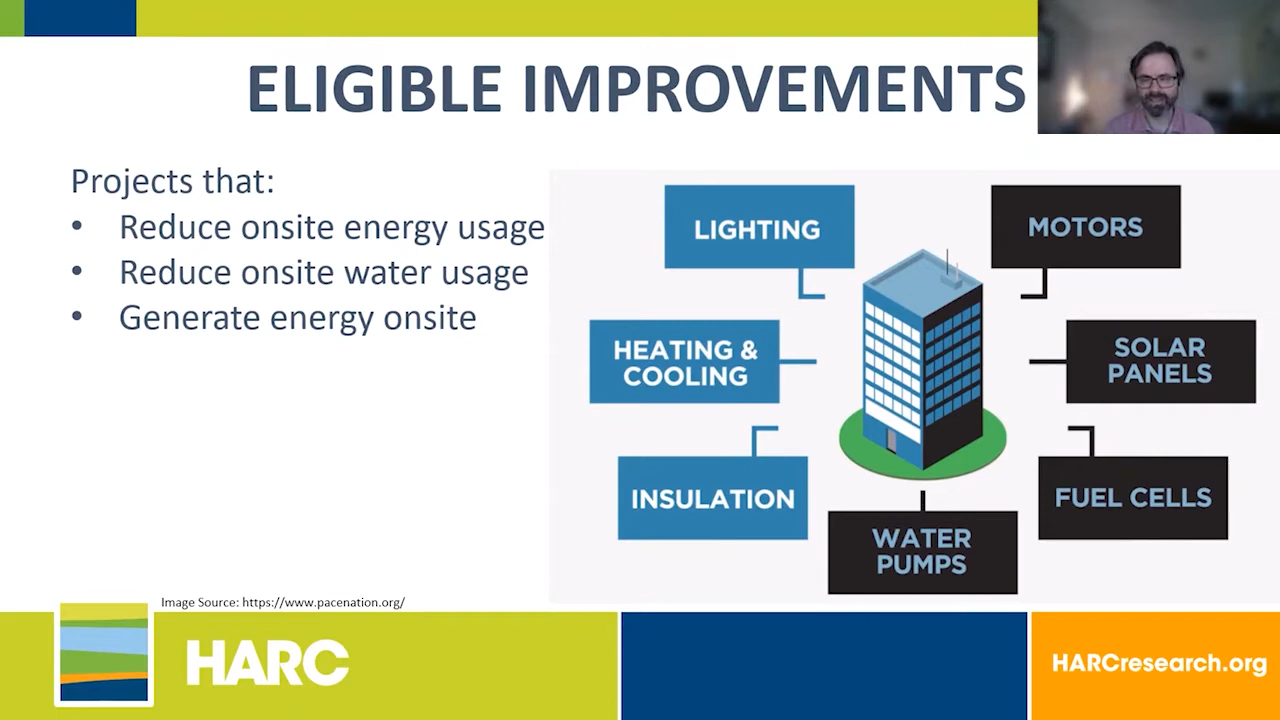 ELIGIBLE IMPROVEMENTS
Projects that:
• Reduce onsite energy usage
• Reduce onsite water usage
• Generate energy onsite
LIGHTING
MOTORS
HEATING &
COOLING
SOLAR
PANELS
INSULATION
FUEL CELLS
WATER
PUMPS
Image Source: https://www.pacenation.org/
HARC
HARCresearch.org